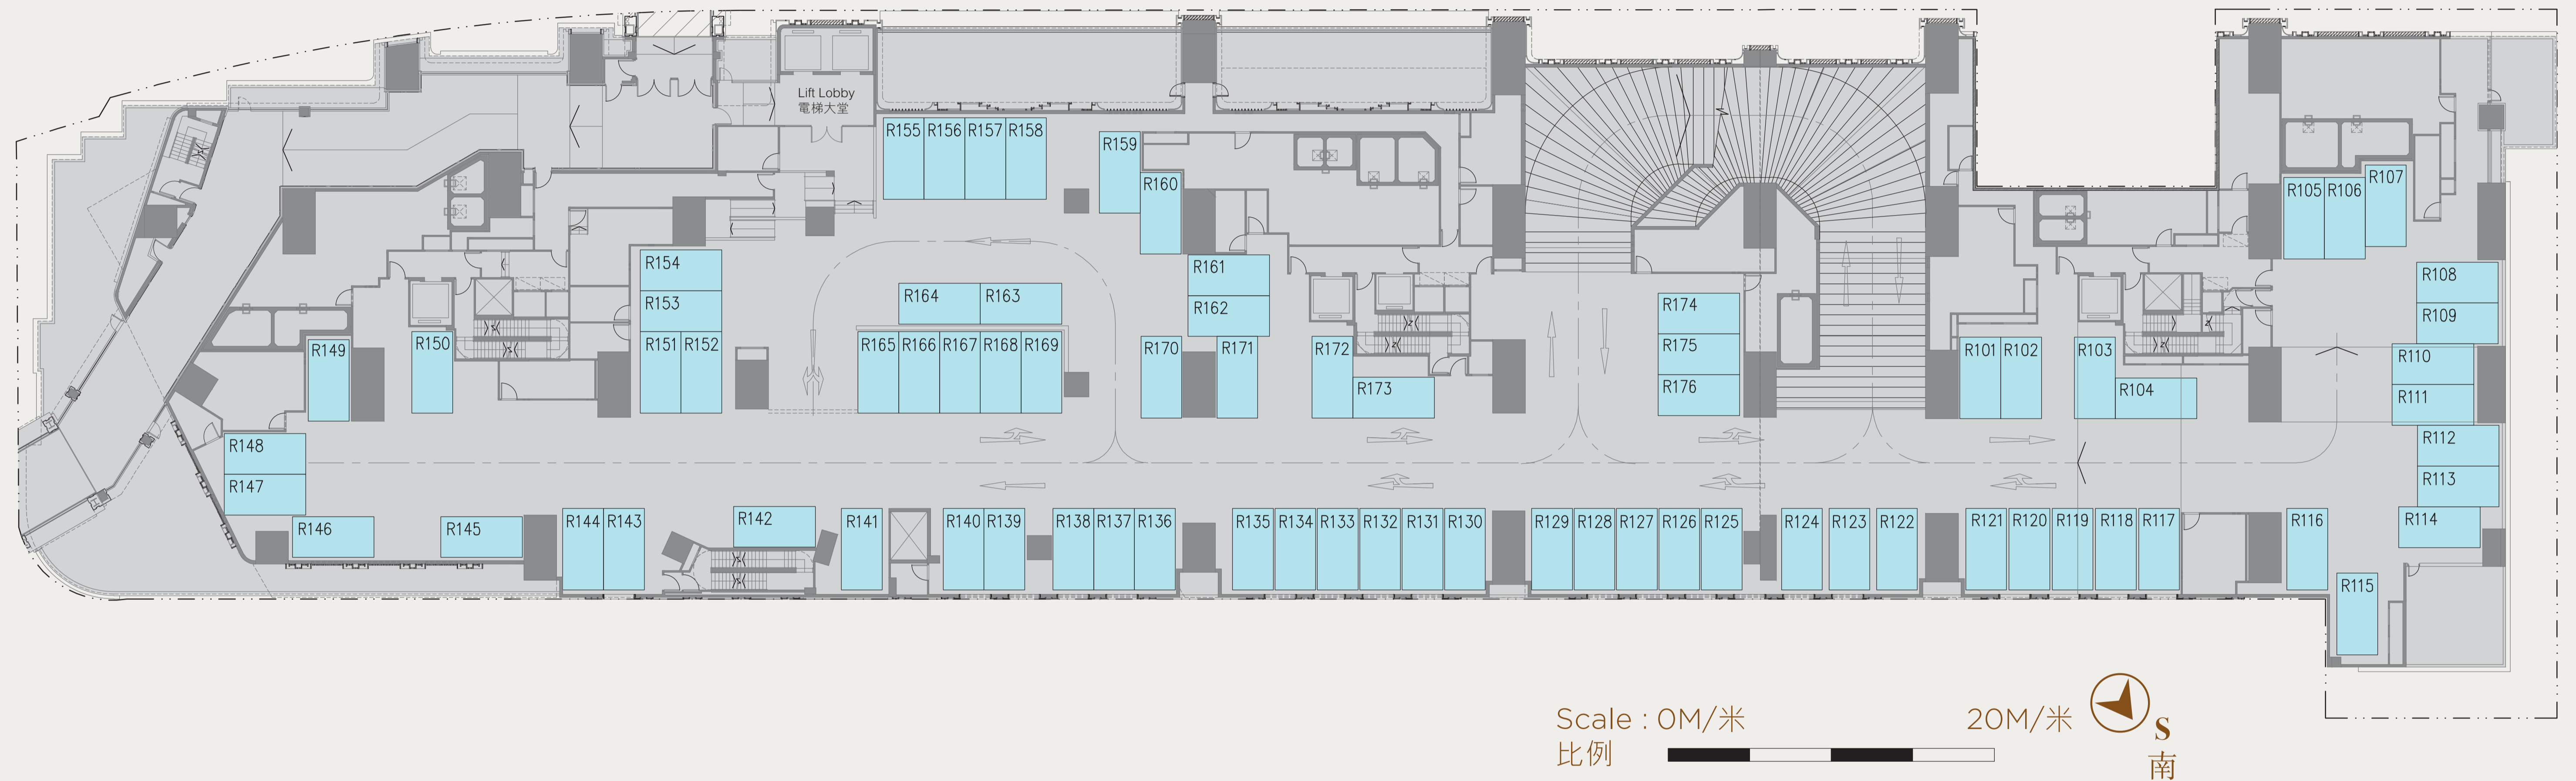 Lift Lobby
電梯大堂
R155 R156 R157 R158
R159
R160
R105 R106 R107
R154
R153
R151 R152
R161
R162
R164 R163
R165 R166 R167 R168 R169
R174
R175
R176
R108
R109
R110
R111
R112
R113
R114
R149
R150
R170
R171
R172
R173
R101 R102
R103
R104
R148
R147
R146
R145
R144 R143
R142
R141
R140 R139
R138 R137 R136
R135 R134 R133 R132 R131 R130
R129 R128 R127 R126 R125
R124 R123 R122
R121 R120 R119 R118 R117
R116
R115
Scale : 0M/米 20M/米
比例
S
南